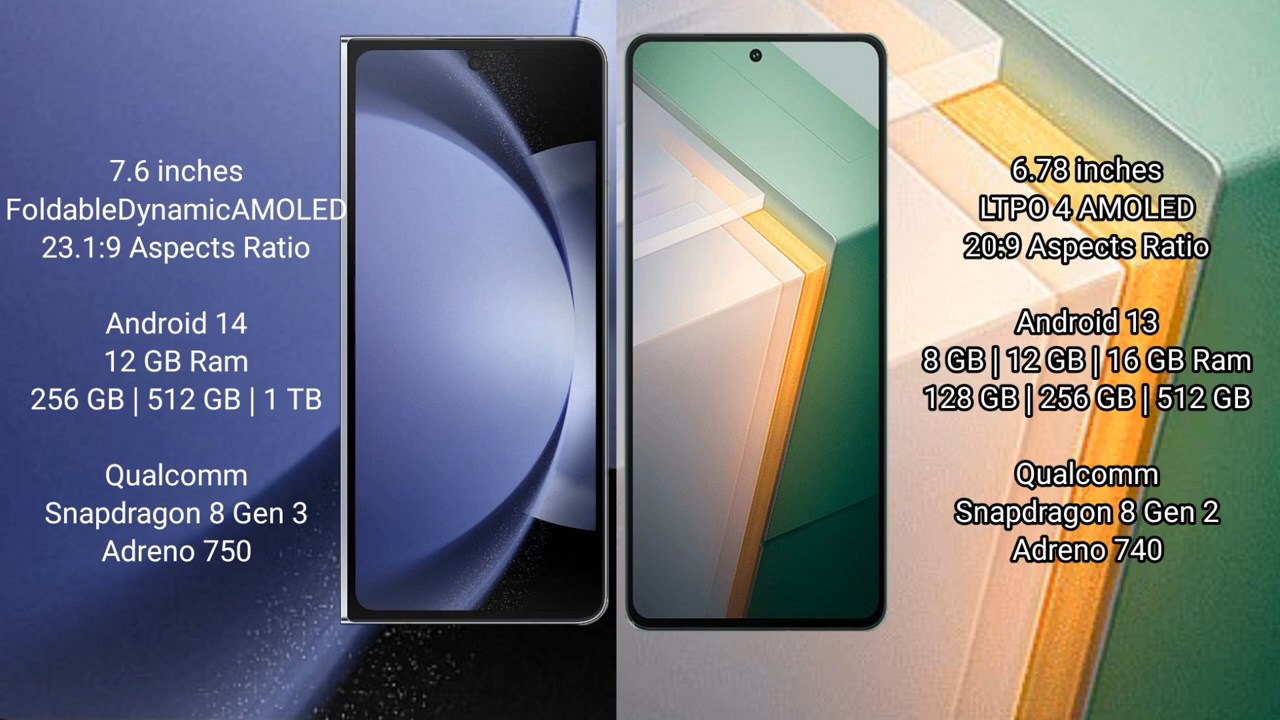 7.6 inches
FoldableDynamicAMOLED
23.1:9 Aspects Ratio
Android 14
12 GB Ram
256 GB | 512 GB | 1 TB
Qualcomm
Snapdragon 8 Gen 3
Adreno 750
6.78 inches
LTPO 4 AMOLED
20:9 Aspects Ratio
Android 13
8 GB | 12 GB | 16 GB Ram
128 GB | 256 GB | 512 GB
Qualcomm
Snapdragon 8 Gen 2
Adreno 740